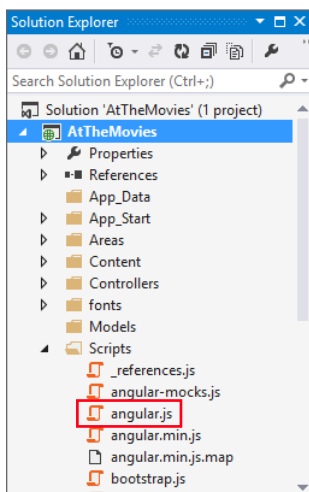 Solution Explorer
Search Solution Explorer (Ctrl+;)
Solution 'AtTheMovies' (1 project)
AtTheMovies
Properties
References
App_Data
App_Start
Areas
Content
Controllers
fonts
Models
Scripts
_references.js
angular-mocks.js
angular.js
angular.min.js
angular.min.js.map
bootstrap.js